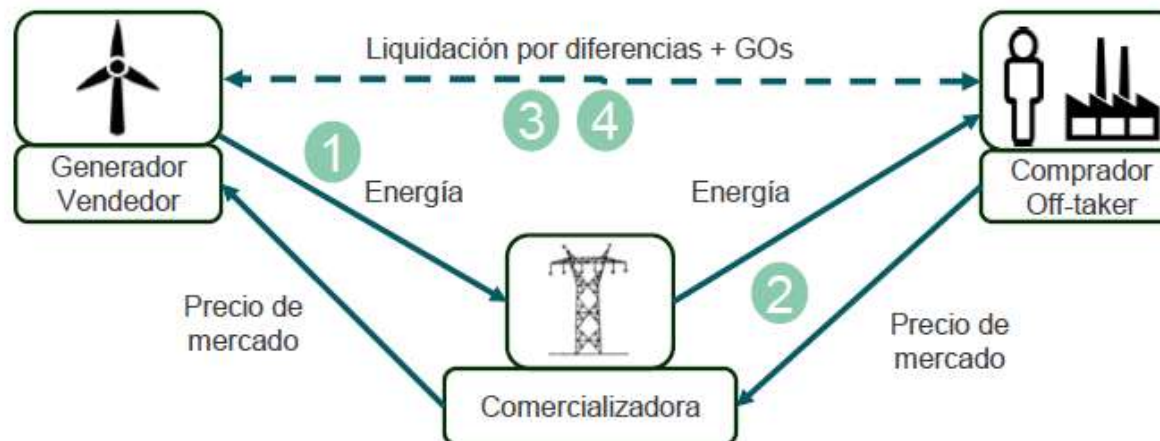 Liquidación por diferencias + GOs
3 4
1
Generador
Vendedor
Energía
Energía
Comprador
Off-taker
2
Precio de
mercado
Precio de
mercado
Comercializadora